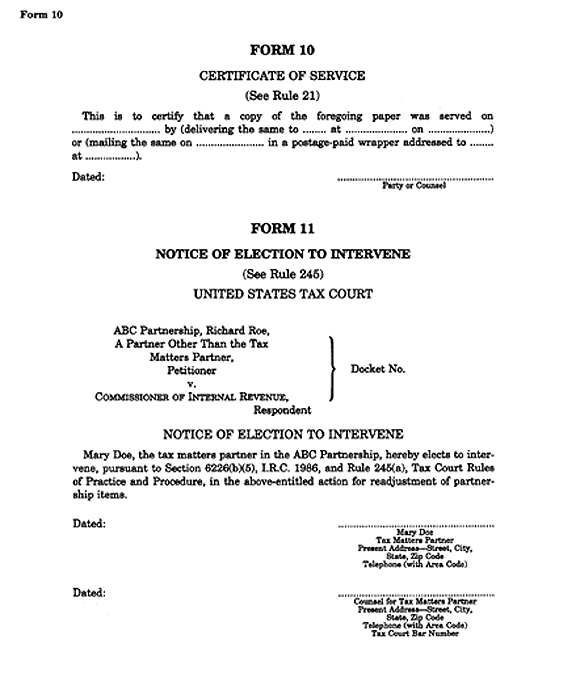 Form 10
FORM 10
CERTIFICATE OF SERVICE
(See Rule 21)
This is to certify that a copy of the foregoing paper was served on
............................... by (delivering the same to ........ at ...................... on ......................)
or (mailing the same on ........................ in a postage-paid wrapper addressed to ........
at ..................).
Dated:
Party or Counsel
FORM 11
NOTICE OF ELECTION TO INTERVENE
(See Rule 245)
UNITED STATES TAX COURT
ABC Partnership, Richard Roe,
A Partner Other Than the Tax
Matters Partner,
Petitioner
v.
COMMISSIONER OF INTERNAL REVENUE,
Respondent
Docket No.
NOTICE OF ELECTION TO INTERVENE
Mary Doe, the tax matters partner in the ABC Partnership, hereby elects to inter-
vene, pursuant to Section 6226(b)(5), I.R.C. 1986, and Rule 245(a), Tax Court Rules
of Practice and Procedure, in the above-entitled action for readjustment of partner-
ship items.
Dated:
Mary Doe
Tax Matters Partner
Present Address—Street, City,
State, Zip Code
Telephone (with Area Code)
Dated:
Counsel for Tax Matters Partner
Present Address—Street, City,
State, Zip Code
Telephone (with Area Code)
Tax Court Bar Number